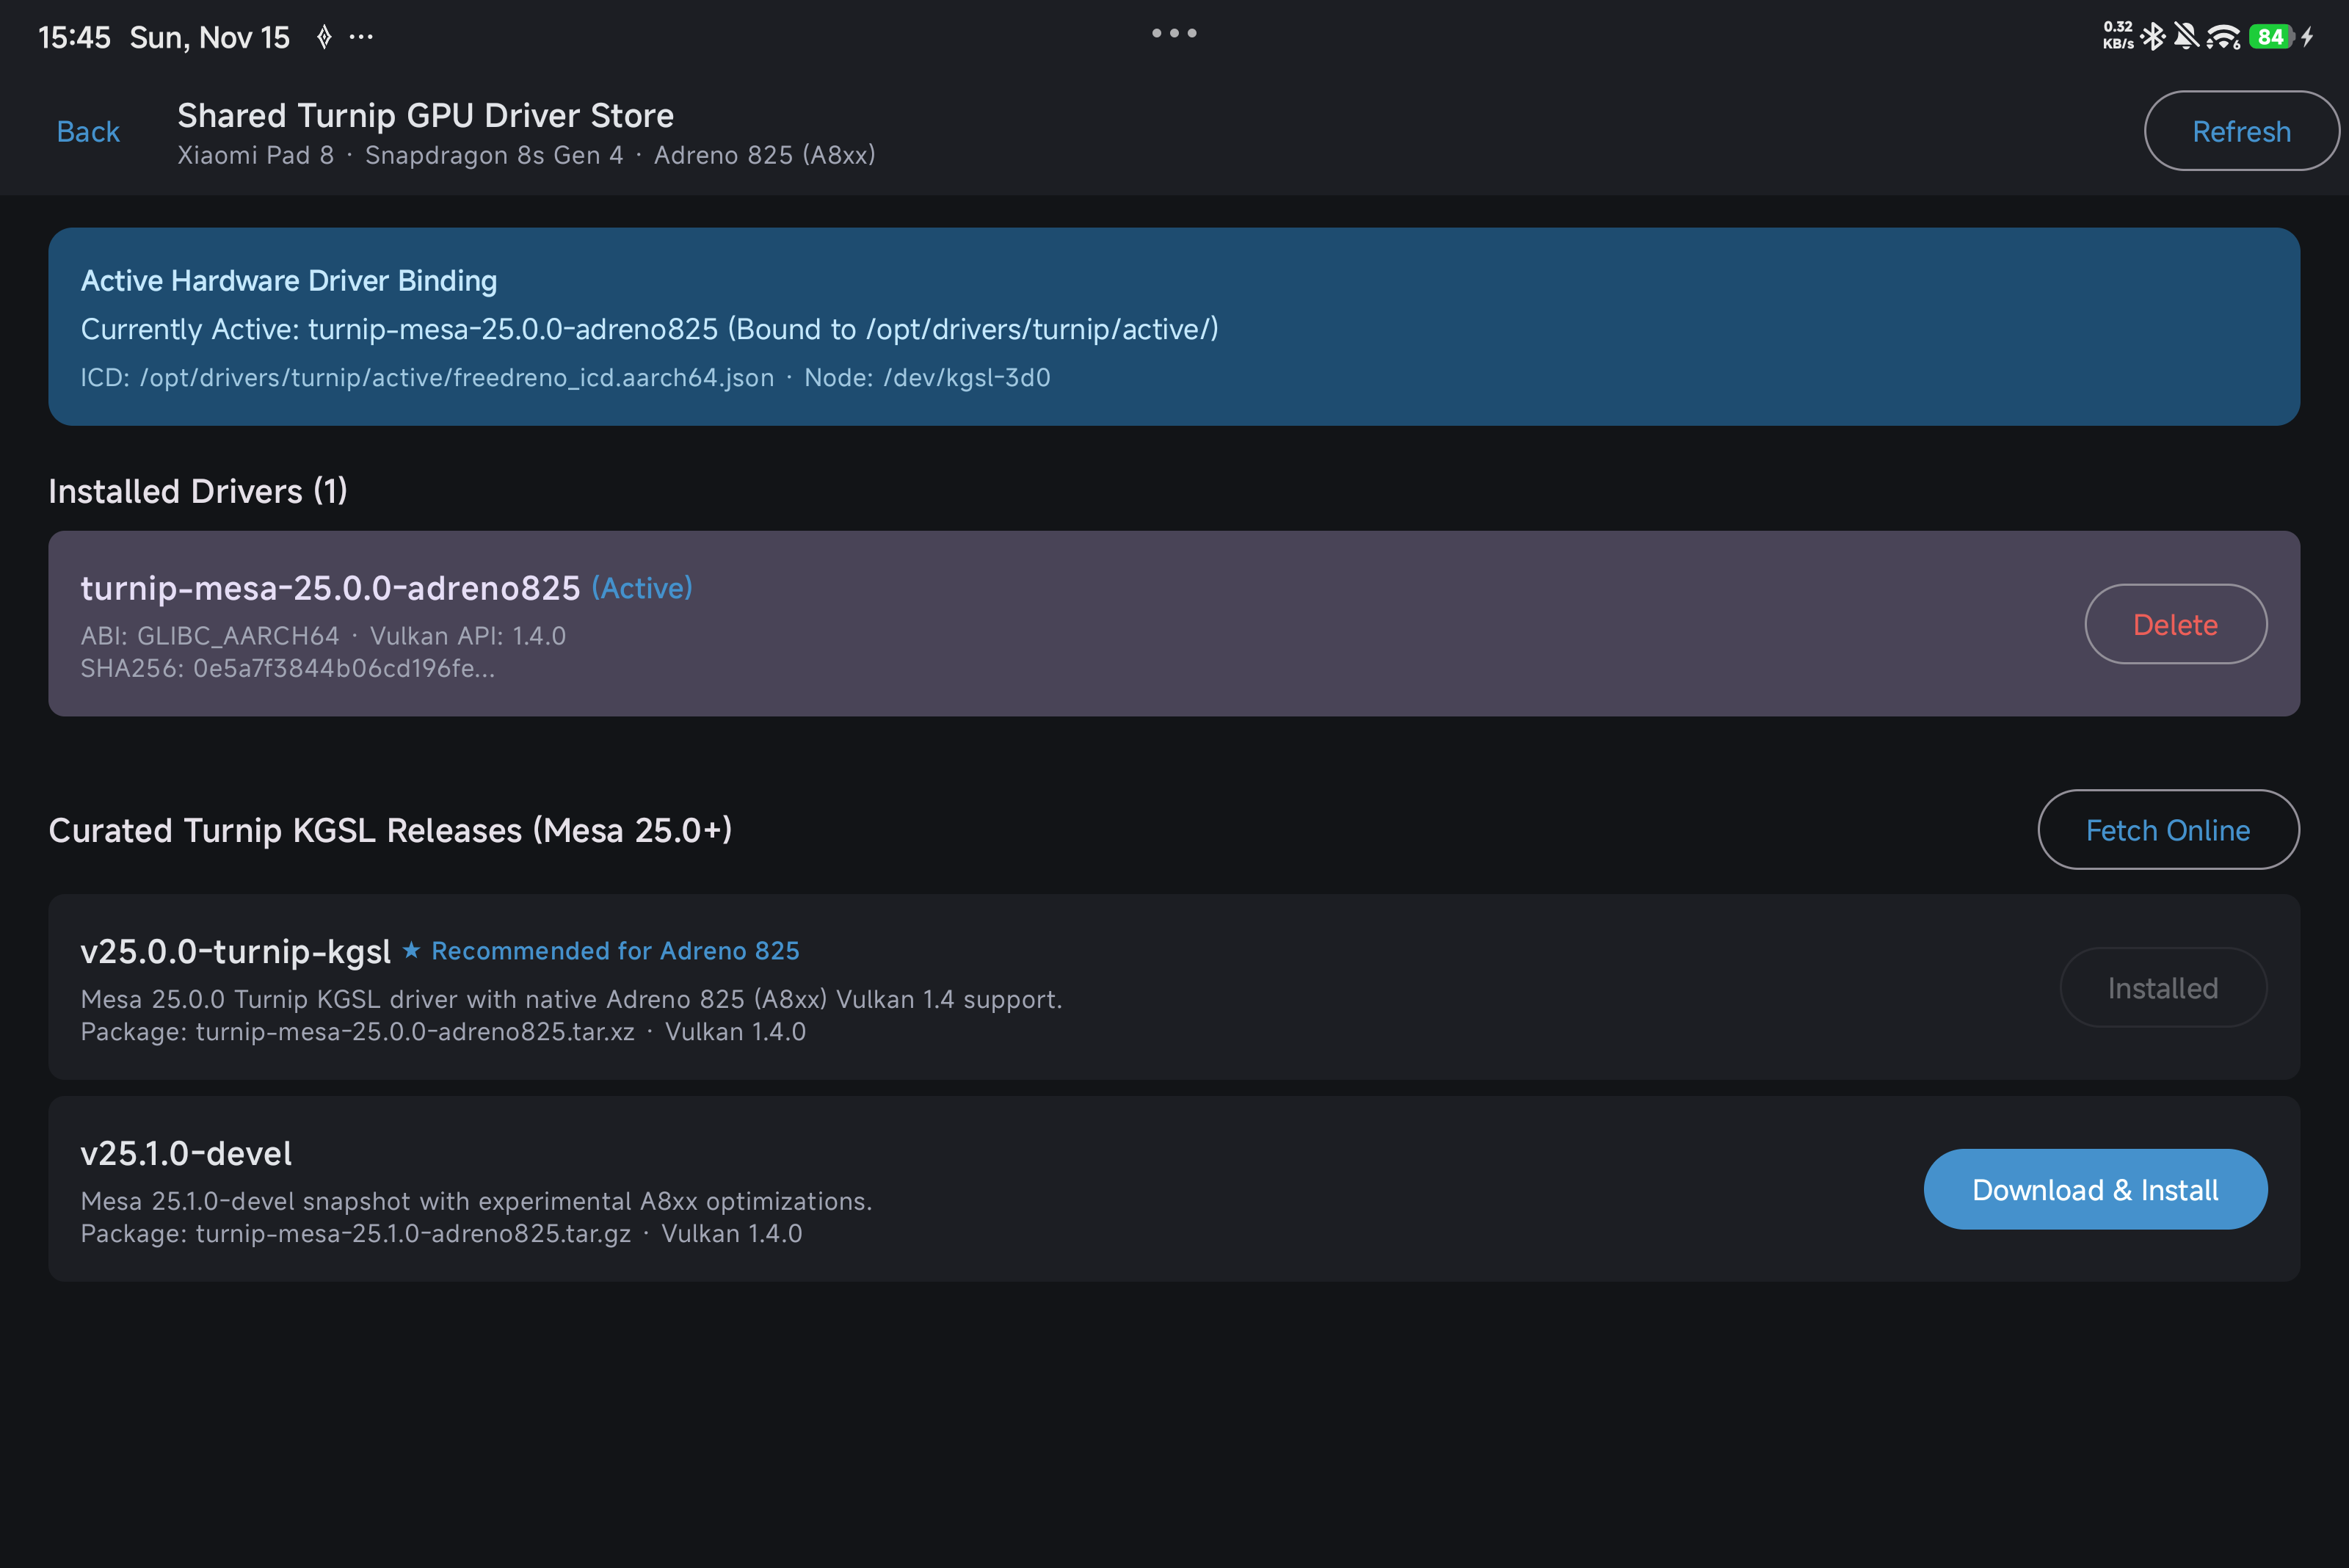 15:45 Sun, Nov 15 ...
0.32 KB/s 6 84
Back
Shared Turnip GPU Driver Store
Xiaomi Pad 8 · Snapdragon 8s Gen 4 · Adreno 825 (A8xx)
Refresh
Active Hardware Driver Binding
Currently Active: turnip-mesa-25.0.0-adreno825 (Bound to /opt/drivers/turnip/active/)
ICD: /opt/drivers/turnip/active/freedreno_icd.aarch64.json · Node: /dev/kgsl-3d0
Installed Drivers (1)
turnip-mesa-25.0.0-adreno825 (Active)
ABI: GLIBC_AARCH64 · Vulkan API: 1.4.0
SHA256: 0e5a7f3844b06cd196fe...
Delete
Curated Turnip KGSL Releases (Mesa 25.0+)
Fetch Online
v25.0.0-turnip-kgsl ★ Recommended for Adreno 825
Mesa 25.0.0 Turnip KGSL driver with native Adreno 825 (A8xx) Vulkan 1.4 support.
Package: turnip-mesa-25.0.0-adreno825.tar.xz · Vulkan 1.4.0
Installed
v25.1.0-devel
Mesa 25.1.0-devel snapshot with experimental A8xx optimizations.
Package: turnip-mesa-25.1.0-adreno825.tar.gz · Vulkan 1.4.0
Download & Install